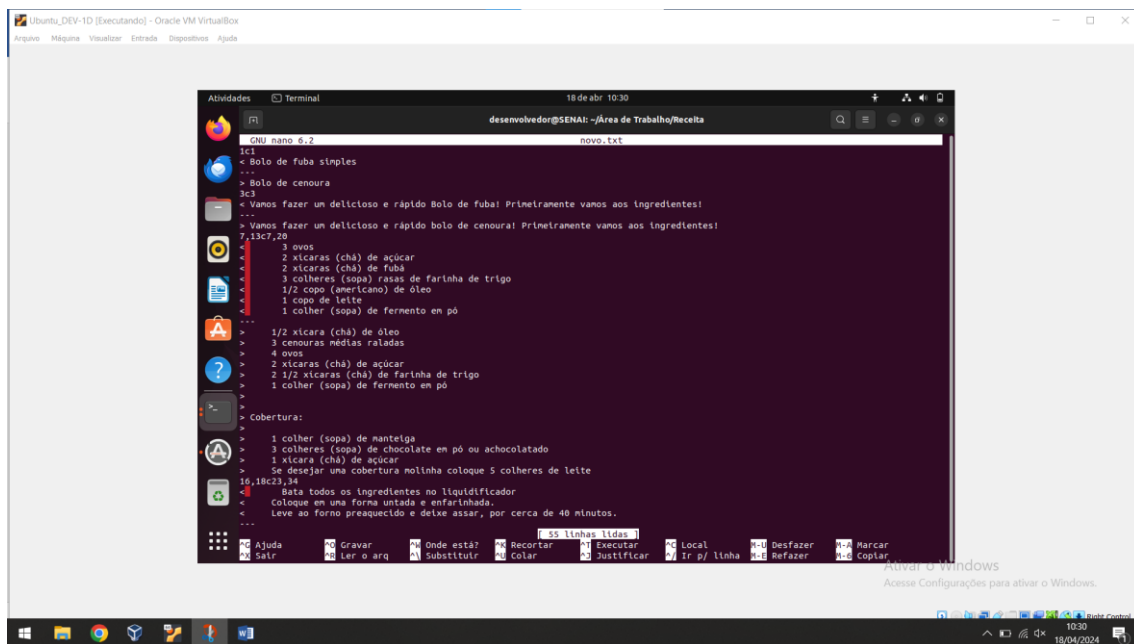 Ubuntu_DEV-1D [Executando] - Oracle VM VirtualBox
Arquivo Máquina Visualizar Entrada Dispositivos Ajuda
Atividades Terminal 18 de abr 10:30
desenvolvedor@SENAI: ~/Área de Trabalho/Receita
GNU nano 6.2 novo.txt
1c1
< Bolo de fuba simples
---
> Bolo de cenoura
3c3
< Vamos fazer um delicioso e rápido Bolo de fuba! Primeiramente vamos aos ingredientes!
---
> Vamos fazer um delicioso e rápido bolo de cenoura! Primeiramente vamos aos ingredientes!
7,13c7,20
< 3 ovos
< 2 xícaras (chá) de açúcar
< 2 xícaras (chá) de fubá
< 3 colheres (sopa) rasas de farinha de trigo
< 1/2 copo (americano) de óleo
< 1 copo de leite
< 1 colher (sopa) de fermento em pó
---
> 1/2 xícara (chá) de óleo
> 3 cenouras médias raladas
> 4 ovos
> 2 xícaras (chá) de açúcar
> 2 1/2 xícaras (chá) de farinha de trigo
> 1 colher (sopa) de fermento em pó
>
>
> Cobertura:
>
> 1 colher (sopa) de manteiga
> 3 colheres (sopa) de chocolate em pó ou achocolatado
> 1 xícara (chá) de açúcar
> Se desejar uma cobertura molinha coloque 5 colheres de leite
16,18c23,34
< Bata todos os ingredientes no liquidificador
< Coloque em uma forma untada e enfarinhada.
< Leve ao forno preaquecido e deixe assar, por cerca de 40 minutos.
---
[ 55 linhas lidas ]
^G Ajuda ^O Gravar ^W Onde está? ^K Recortar ^T Executar ^C Local M-U Desfazer M-A Marcar
^X Sair ^R Ler o arq ^\ Substituir ^U Colar ^J Justificar ^/ Ir p/ linha M-E Refazer M-6 Copiar
Ativar o Windows
Acesse Configurações para ativar o Windows.
Right Control
10:30
18/04/2024